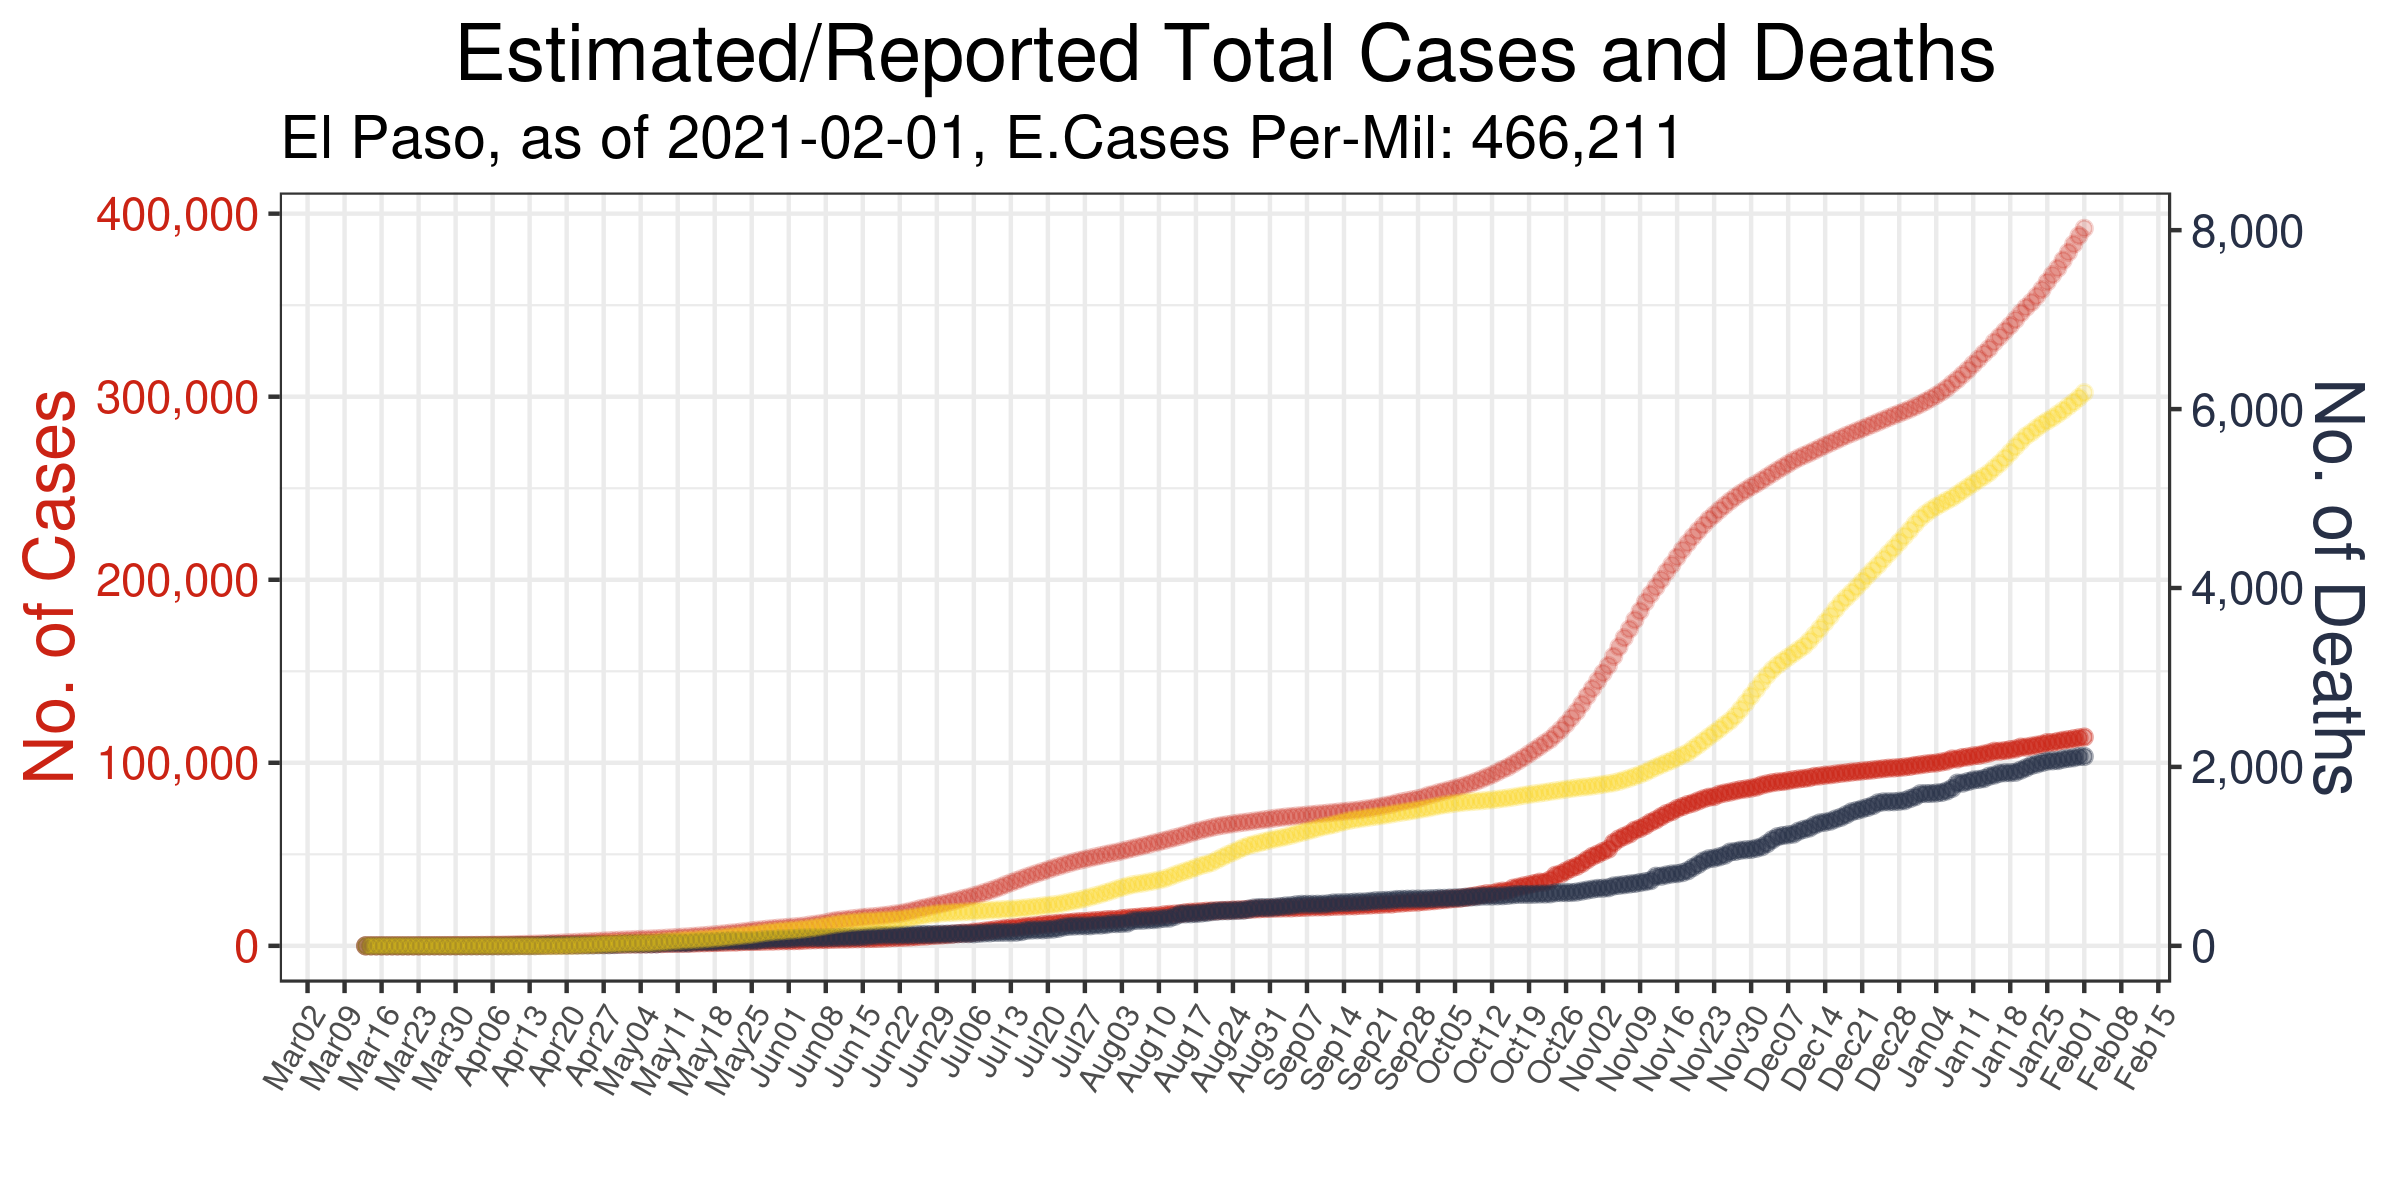 Estimated/Reported Total Cases and Deaths
El Paso, as of 2021-02-01, E.Cases Per-Mil: 466,211
No. of Cases
400,000
300,000
200,000
100,000
0
8,000
6,000
4,000
2,000
0
No. of Deaths
Mar02
Mar09
Mar16
Mar23
Mar30
Apr06
Apr13
Apr20
Apr27
May04
May11
May18
May25
Jun01
Jun08
Jun15
Jun22
Jun29
Jul06
Jul13
Jul20
Jul27
Aug03
Aug10
Aug17
Aug24
Aug31
Sep07
Sep14
Sep21
Sep28
Oct05
Oct12
Oct19
Oct26
Nov02
Nov09
Nov16
Nov23
Nov30
Dec07
Dec14
Dec21
Dec28
Jan04
Jan11
Jan18
Jan25
Feb01
Feb08
Feb15